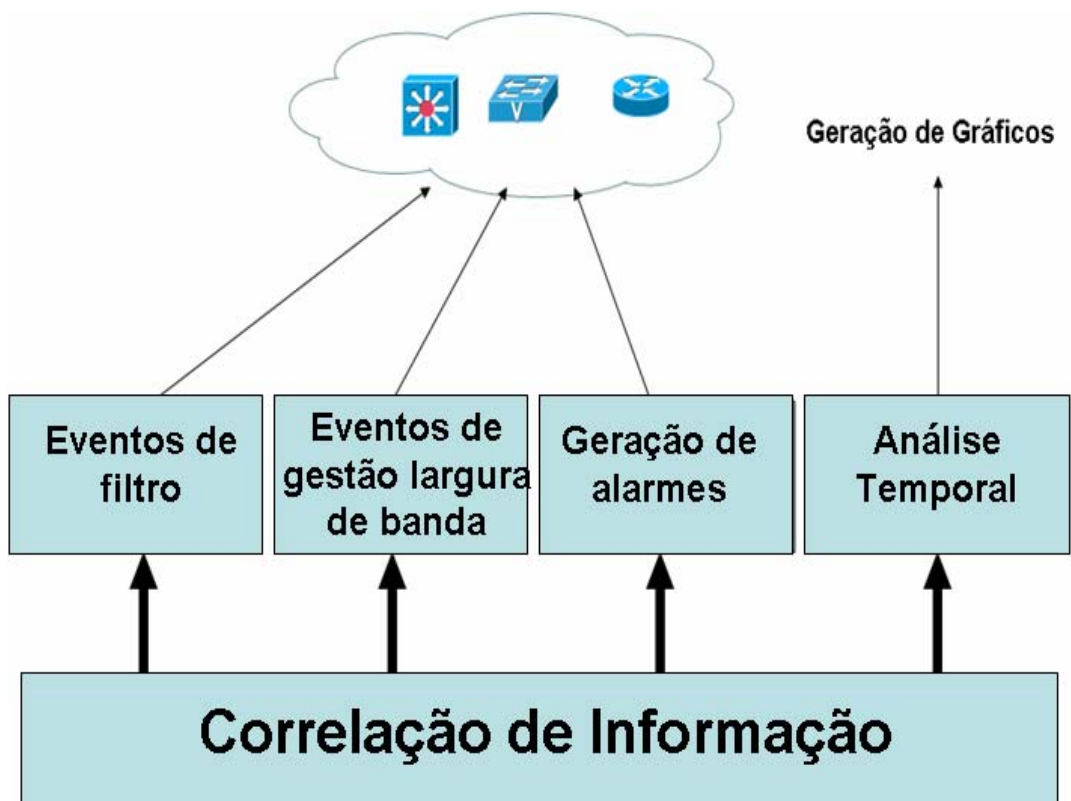 V
Geração de Gráficos
Eventos de
filtro
Eventos de
gestão largura
de banda
Geração de
alarmes
Análise
Temporal
Correlação de Informação